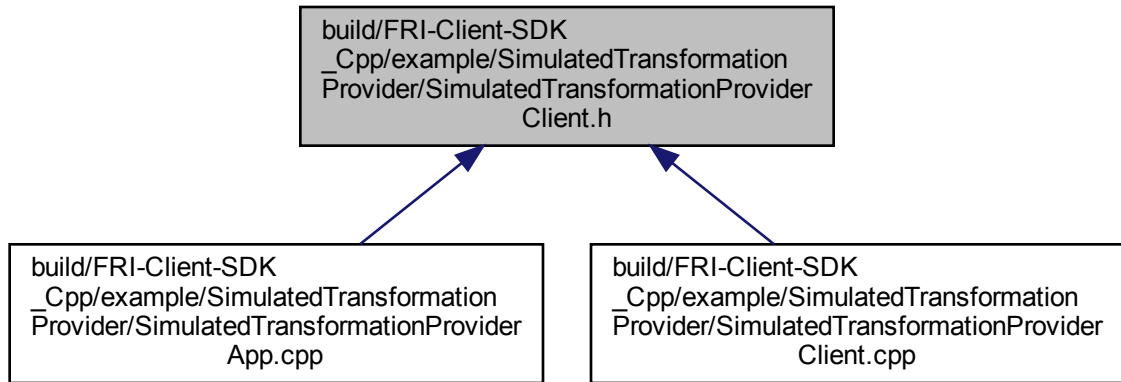 build/FRI-Client-SDK
_Cpp/example/SimulatedTransformation
Provider/SimulatedTransformationProvider
Client.h
build/FRI-Client-SDK
_Cpp/example/SimulatedTransformation
Provider/SimulatedTransformationProvider
App.cpp
build/FRI-Client-SDK
_Cpp/example/SimulatedTransformation
Provider/SimulatedTransformationProvider
Client.cpp